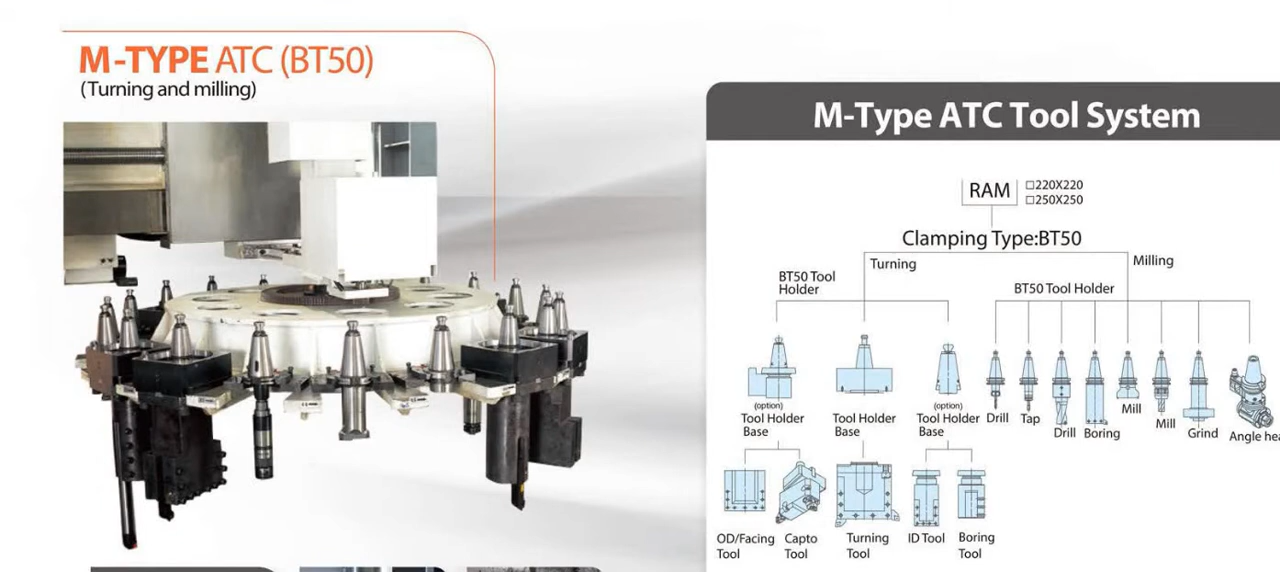 M-TYPE ATC (BT50)
(Turning and milling)
M-Type ATC Tool System
RAM
□220X220
□250X250
Clamping Type:BT50
Turning
Milling
BT50 Tool
Holder
BT50 Tool Holder
(option)
Tool Holder
Base
Tool Holder
Base
(option)
Tool Holder
Base
Drill
Tap
Drill
Boring
Mill
Mill
Grind
Angle hea
OD/Facing
Tool
Capto
Tool
Turning
Tool
ID Tool
Boring
Tool